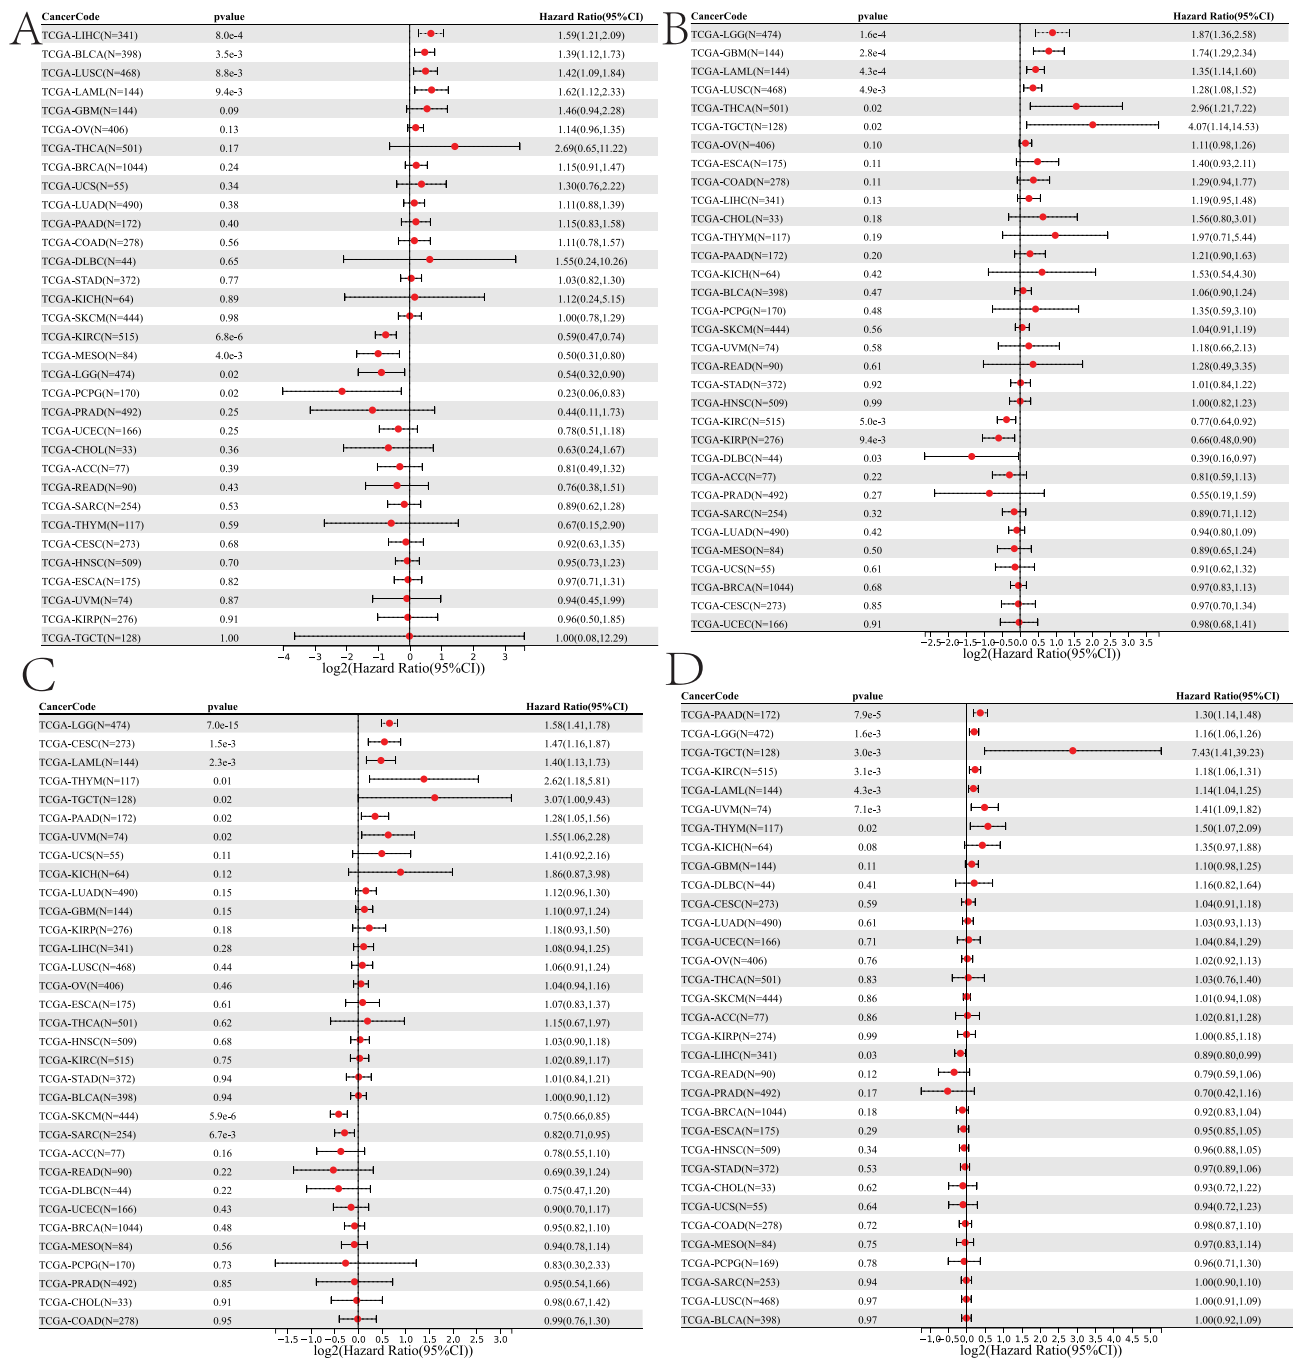 A
CancerCode pvalue Hazard Ratio(95%CI)
TCGA-LIHC(N=341) 8.0e-4 1.59(1.21,2.09)
TCGA-BLCA(N=398) 3.5e-3 1.39(1.12,1.73)
TCGA-LUSC(N=468) 8.8e-3 1.42(1.09,1.84)
TCGA-LAML(N=144) 9.4e-3 1.62(1.12,2.33)
TCGA-GBM(N=144) 0.09 1.46(0.94,2.28)
TCGA-OV(N=406) 0.13 1.14(0.96,1.35)
TCGA-THCA(N=501) 0.17 2.69(0.65,11.22)
TCGA-BRCA(N=1044) 0.24 1.15(0.91,1.47)
TCGA-UCS(N=55) 0.34 1.30(0.76,2.22)
TCGA-LUAD(N=490) 0.38 1.11(0.88,1.39)
TCGA-PAAD(N=172) 0.40 1.15(0.83,1.58)
TCGA-COAD(N=278) 0.56 1.11(0.78,1.57)
TCGA-DLBC(N=44) 0.65 1.55(0.24,10.26)
TCGA-STAD(N=372) 0.77 1.03(0.82,1.30)
TCGA-KICH(N=64) 0.89 1.12(0.24,5.15)
TCGA-SKCM(N=444) 0.98 1.00(0.78,1.29)
TCGA-KIRC(N=515) 6.8e-6 0.59(0.47,0.74)
TCGA-MESO(N=84) 4.0e-3 0.50(0.31,0.80)
TCGA-LGG(N=474) 0.02 0.54(0.32,0.90)
TCGA-PCPG(N=170) 0.02 0.23(0.06,0.83)
TCGA-PRAD(N=492) 0.25 0.44(0.11,1.73)
TCGA-UCEC(N=166) 0.25 0.78(0.51,1.18)
TCGA-CHOL(N=33) 0.36 0.63(0.24,1.67)
TCGA-ACC(N=77) 0.39 0.81(0.49,1.32)
TCGA-READ(N=90) 0.43 0.76(0.38,1.51)
TCGA-SARC(N=254) 0.53 0.89(0.62,1.28)
TCGA-THYM(N=117) 0.59 0.67(0.15,2.90)
TCGA-CESC(N=273) 0.68 0.92(0.63,1.35)
TCGA-HNSC(N=509) 0.70 0.95(0.73,1.23)
TCGA-ESCA(N=175) 0.82 0.97(0.71,1.31)
TCGA-UVM(N=74) 0.87 0.94(0.45,1.99)
TCGA-KIRP(N=276) 0.91 0.96(0.50,1.85)
TCGA-TGCT(N=128) 1.00 1.00(0.08,12.29)
−4 −3 −2 −1 0 1 2 3
log2(Hazard Ratio(95%CI))
B
CancerCode pvalue Hazard Ratio(95%CI)
TCGA-LGG(N=474) 1.6e-4 1.87(1.36,2.58)
TCGA-GBM(N=144) 2.8e-4 1.74(1.29,2.34)
TCGA-LAML(N=144) 4.3e-4 1.35(1.14,1.60)
TCGA-LUSC(N=468) 4.9e-3 1.28(1.08,1.52)
TCGA-THCA(N=501) 0.02 2.96(1.21,7.22)
TCGA-TGCT(N=128) 0.02 4.07(1.14,14.53)
TCGA-OV(N=406) 0.10 1.11(0.98,1.26)
TCGA-ESCA(N=175) 0.11 1.40(0.93,2.11)
TCGA-COAD(N=278) 0.11 1.29(0.94,1.77)
TCGA-LIHC(N=341) 0.13 1.19(0.95,1.48)
TCGA-CHOL(N=33) 0.18 1.56(0.80,3.01)
TCGA-THYM(N=117) 0.19 1.97(0.71,5.44)
TCGA-PAAD(N=172) 0.20 1.21(0.90,1.63)
TCGA-KICH(N=64) 0.42 1.53(0.54,4.30)
TCGA-BLCA(N=398) 0.47 1.06(0.90,1.24)
TCGA-PCPG(N=170) 0.48 1.35(0.59,3.10)
TCGA-SKCM(N=444) 0.56 1.04(0.91,1.19)
TCGA-UVM(N=74) 0.58 1.18(0.66,2.13)
TCGA-READ(N=90) 0.61 1.28(0.49,3.35)
TCGA-STAD(N=372) 0.92 1.01(0.84,1.22)
TCGA-HNSC(N=509) 0.99 1.00(0.82,1.23)
TCGA-KIRC(N=515) 5.0e-3 0.77(0.64,0.92)
TCGA-KIRP(N=276) 9.4e-3 0.66(0.48,0.90)
TCGA-DLBC(N=44) 0.03 0.39(0.16,0.97)
TCGA-ACC(N=77) 0.22 0.81(0.59,1.13)
TCGA-PRAD(N=492) 0.27 0.55(0.19,1.59)
TCGA-SARC(N=254) 0.32 0.89(0.71,1.12)
TCGA-LUAD(N=490) 0.42 0.94(0.80,1.09)
TCGA-MESO(N=84) 0.50 0.89(0.65,1.24)
TCGA-UCS(N=55) 0.61 0.91(0.62,1.32)
TCGA-BRCA(N=1044) 0.68 0.97(0.83,1.13)
TCGA-CESC(N=273) 0.85 0.97(0.70,1.34)
TCGA-UCEC(N=166) 0.91 0.98(0.68,1.41)
−2.5−2.0−1.5−1.0−0.5 0.0 0.5 1.0 1.5 2.0 2.5 3.0 3.5
log2(Hazard Ratio(95%CI))
C
CancerCode pvalue Hazard Ratio(95%CI)
TCGA-LGG(N=474) 7.0e-15 1.58(1.41,1.78)
TCGA-CESC(N=273) 1.5e-3 1.47(1.16,1.87)
TCGA-LAML(N=144) 2.3e-3 1.40(1.13,1.73)
TCGA-THYM(N=117) 0.01 2.62(1.18,5.81)
TCGA-TGCT(N=128) 0.02 3.07(1.00,9.43)
TCGA-PAAD(N=172) 0.02 1.28(1.05,1.56)
TCGA-UVM(N=74) 0.02 1.55(1.06,2.28)
TCGA-UCS(N=55) 0.11 1.41(0.92,2.16)
TCGA-KICH(N=64) 0.12 1.86(0.87,3.98)
TCGA-LUAD(N=490) 0.15 1.12(0.96,1.30)
TCGA-GBM(N=144) 0.15 1.10(0.97,1.24)
TCGA-KIRP(N=276) 0.18 1.18(0.93,1.50)
TCGA-LIHC(N=341) 0.28 1.08(0.94,1.25)
TCGA-LUSC(N=468) 0.44 1.06(0.91,1.24)
TCGA-OV(N=406) 0.46 1.04(0.94,1.16)
TCGA-ESCA(N=175) 0.61 1.07(0.83,1.37)
TCGA-THCA(N=501) 0.62 1.15(0.67,1.97)
TCGA-HNSC(N=509) 0.68 1.03(0.90,1.18)
TCGA-KIRC(N=515) 0.75 1.02(0.89,1.17)
TCGA-STAD(N=372) 0.94 1.01(0.84,1.21)
TCGA-BLCA(N=398) 0.94 1.00(0.90,1.12)
TCGA-SKCM(N=444) 5.9e-6 0.75(0.66,0.85)
TCGA-SARC(N=254) 6.7e-3 0.82(0.71,0.95)
TCGA-ACC(N=77) 0.16 0.78(0.55,1.10)
TCGA-READ(N=90) 0.22 0.69(0.39,1.24)
TCGA-DLBC(N=44) 0.22 0.75(0.47,1.20)
TCGA-UCEC(N=166) 0.43 0.90(0.70,1.17)
TCGA-BRCA(N=1044) 0.48 0.95(0.82,1.10)
TCGA-MESO(N=84) 0.56 0.94(0.78,1.14)
TCGA-PCPG(N=170) 0.73 0.83(0.30,2.33)
TCGA-PRAD(N=492) 0.85 0.95(0.54,1.66)
TCGA-CHOL(N=33) 0.91 0.98(0.67,1.42)
TCGA-COAD(N=278) 0.95 0.99(0.76,1.30)
−1.5 −1.0 −0.5 0.0 0.5 1.0 1.5 2.0 2.5 3.0
log2(Hazard Ratio(95%CI))
D
CancerCode pvalue Hazard Ratio(95%CI)
TCGA-PAAD(N=172) 7.9e-5 1.30(1.14,1.48)
TCGA-LGG(N=472) 1.6e-3 1.16(1.06,1.26)
TCGA-TGCT(N=128) 3.0e-3 7.43(1.41,39.23)
TCGA-KIRC(N=515) 3.1e-3 1.18(1.06,1.31)
TCGA-LAML(N=144) 4.3e-3 1.14(1.04,1.25)
TCGA-UVM(N=74) 7.1e-3 1.41(1.09,1.82)
TCGA-THYM(N=117) 0.02 1.50(1.07,2.09)
TCGA-KICH(N=64) 0.08 1.35(0.97,1.88)
TCGA-GBM(N=144) 0.11 1.10(0.98,1.25)
TCGA-DLBC(N=44) 0.41 1.16(0.82,1.64)
TCGA-CESC(N=273) 0.59 1.04(0.91,1.18)
TCGA-LUAD(N=490) 0.61 1.03(0.93,1.13)
TCGA-UCEC(N=166) 0.71 1.04(0.84,1.29)
TCGA-OV(N=406) 0.76 1.02(0.92,1.13)
TCGA-THCA(N=501) 0.83 1.03(0.76,1.40)
TCGA-SKCM(N=444) 0.86 1.01(0.94,1.08)
TCGA-ACC(N=77) 0.86 1.02(0.81,1.28)
TCGA-KIRP(N=274) 0.99 1.00(0.85,1.18)
TCGA-LIHC(N=341) 0.03 0.89(0.80,0.99)
TCGA-READ(N=90) 0.12 0.79(0.59,1.06)
TCGA-PRAD(N=492) 0.17 0.70(0.42,1.16)
TCGA-BRCA(N=1044) 0.18 0.92(0.83,1.04)
TCGA-ESCA(N=175) 0.29 0.95(0.85,1.05)
TCGA-HNSC(N=509) 0.34 0.96(0.88,1.05)
TCGA-STAD(N=372) 0.53 0.97(0.89,1.06)
TCGA-CHOL(N=33) 0.62 0.93(0.72,1.22)
TCGA-UCS(N=55) 0.64 0.94(0.72,1.23)
TCGA-COAD(N=278) 0.72 0.98(0.87,1.10)
TCGA-MESO(N=84) 0.75 0.97(0.83,1.14)
TCGA-PCPG(N=169) 0.78 0.96(0.71,1.30)
TCGA-SARC(N=253) 0.94 1.00(0.90,1.10)
TCGA-LUSC(N=468) 0.97 1.00(0.91,1.09)
TCGA-BLCA(N=398) 0.97 1.00(0.92,1.09)
−1.0−0.50.0 0.5 1.0 1.5 2.0 2.5 3.0 3.5 4.0 4.5 5.0
log2(Hazard Ratio(95%CI))